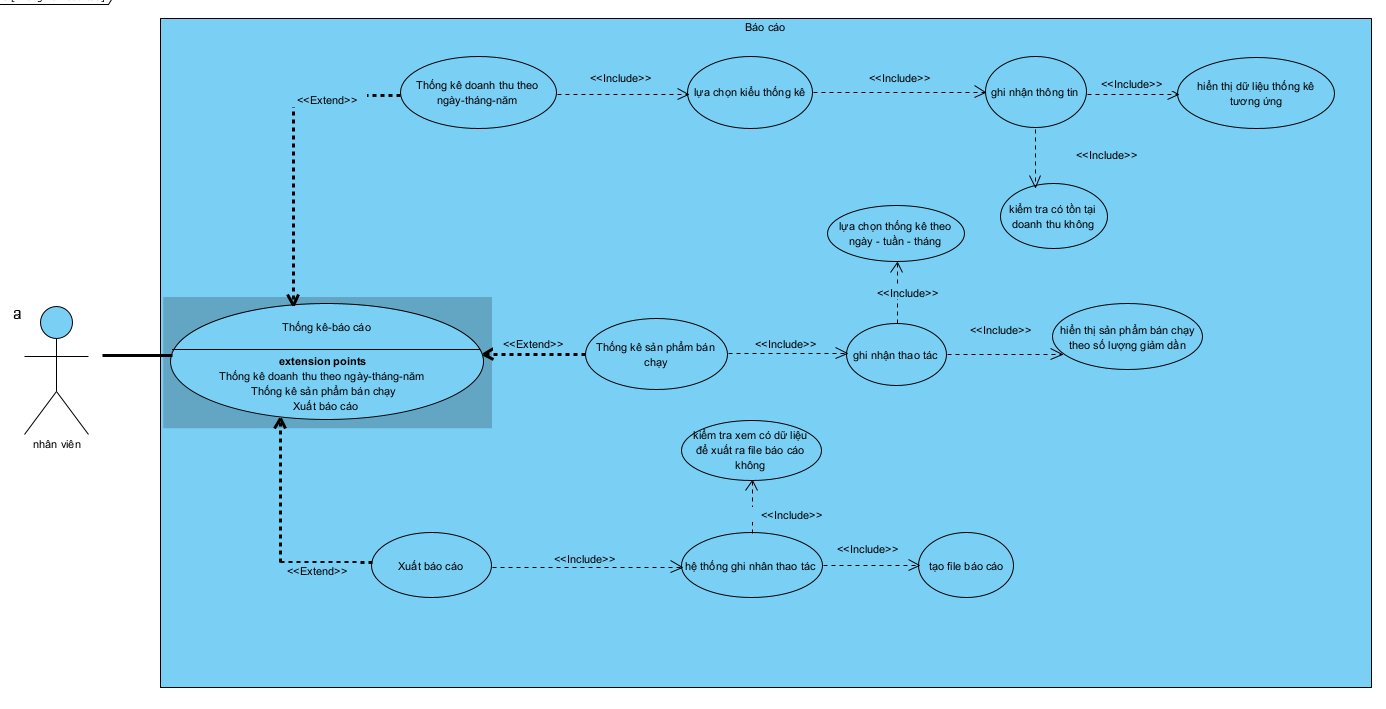 Báo cáo
Thống kê doanh thu theo
ngày-tháng-năm
<<Include>>
lựa chọn kiểu thống kê
<<Include>>
ghi nhận thông tin
<<Include>>
hiển thị dữ liệu thống kê
tương ứng
<<Extend>>
<<Include>>
kiểm tra có tồn tại
doanh thu không
lựa chọn thống kê theo
ngày - tuần - tháng
<<Include>>
a
nhân viên
Thống kê-báo cáo
extension points
Thống kê doanh thu theo ngày-tháng-năm
Thống kê sản phẩm bán chạy
Xuất báo cáo
<<Extend>>
Thống kê sản phẩm bán
chạy
<<Include>>
ghi nhận thao tác
<<Include>>
hiển thị sản phẩm bán chạy
theo số lượng giảm dần
kiểm tra xem có dữ liệu
để xuất ra file báo cáo
không
<<Include>>
<<Extend>>
Xuất báo cáo
<<Include>>
hệ thống ghi nhân thao tác
<<Include>>
tạo file báo cáo